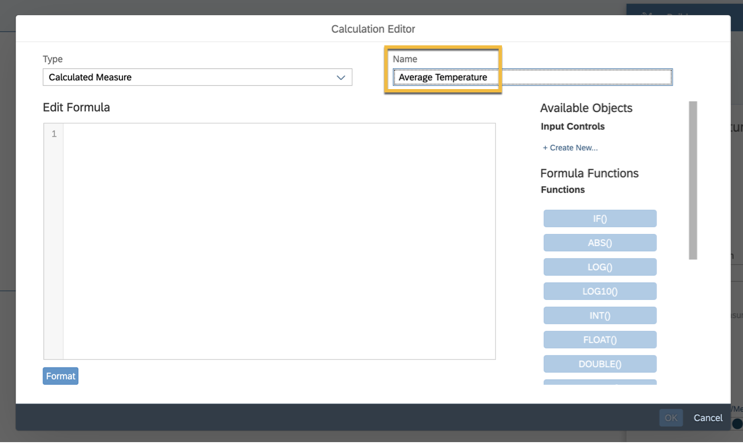 Calculation Editor
Type
Name
Calculated Measure
Average Temperature
Edit Formula
1
Available Objects
Input Controls
+ Create New...
Formula Functions
Functions
IF()
ABS()
LOG()
LOG10()
INT()
FLOAT()
DOUBLE()
Format
OK
Cancel